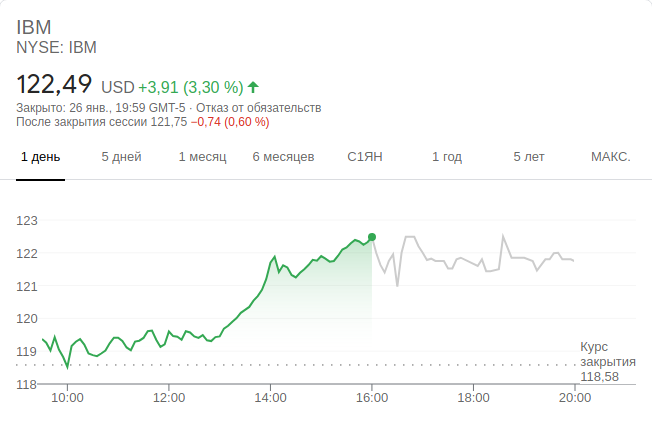 IBM
NYSE: IBM
122,49 USD +3,91 (3,30 %)
Закрыто: 26 янв., 19:59 GMT-5 · Отказ от обязательств
После закрытия сессии 121,75 −0,74 (0,60 %)
1 день 5 дней 1 месяц 6 месяцев С1ЯН 1 год 5 лет МАКС.
123
122
121
120
119
118
Курс
закрытия
118,58
10:00 12:00 14:00 16:00 18:00 20:00